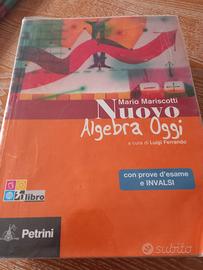 Mario Mariscotti
Nuovo
Algebra Oggi
a cura di Luigi Ferrando
con prove d'esame
e INVALSI
libro
Petrini
subito